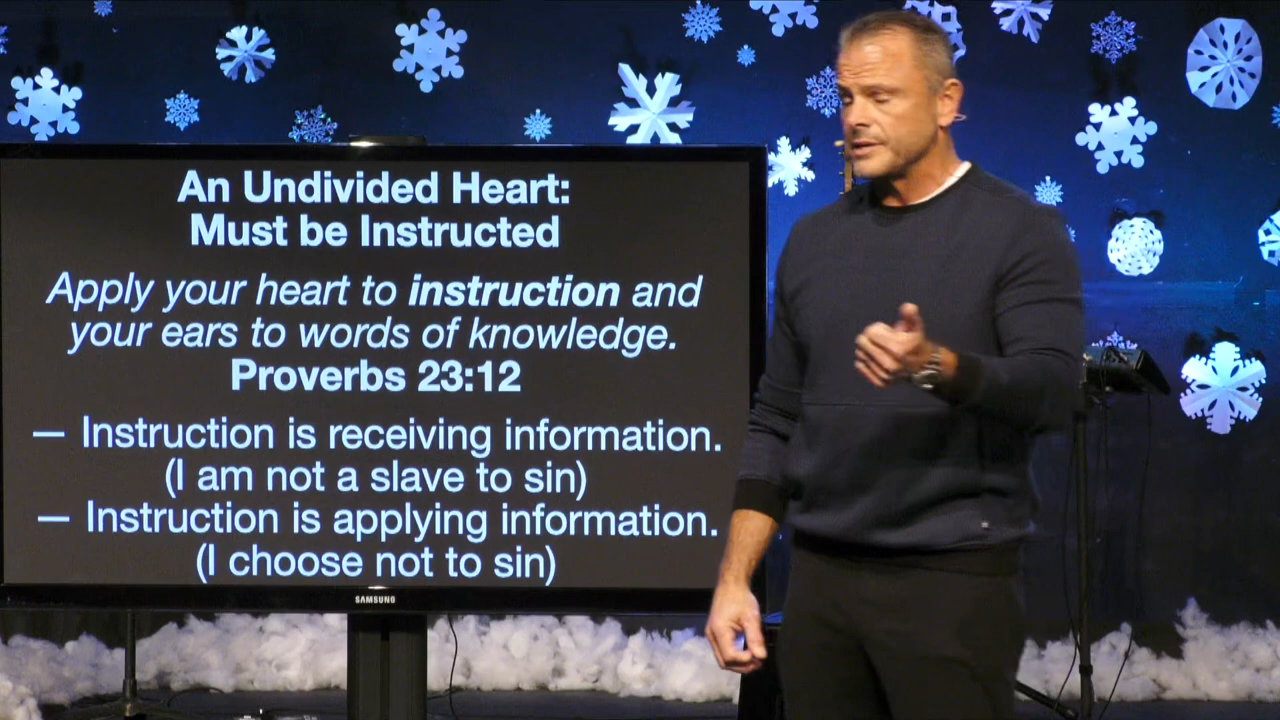 An Undivided Heart:
Must be Instructed
Apply your heart to instruction and
your ears to words of knowledge.
Proverbs 23:12
— Instruction is receiving information.
(I am not a slave to sin)
— Instruction is applying information.
(I choose not to sin)
SAMSUNG